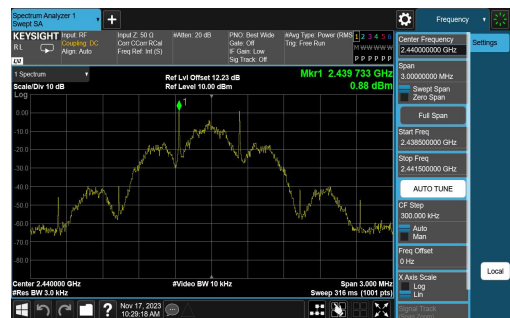 Spectrum Analyzer 1
Swept SA
Frequency
KEYSIGHT
Input: RF
Coupling: DC
Align: Auto
RL
LV
Input Z: 50 Ω
Corr CCorr RCal
Freq Ref: Int (S)
#Atten: 20 dB
PNO: Best Wide
Gate: Off
IF Gain: Low
Sig Track: Off
#Avg Type: Power (RMS
Trig: Free Run
1 2 3 4 5 6
M W W W W W
P P P P P P
Center Frequency
2.440000000 GHz
Settings
1 Spectrum
Scale/Div 10 dB
Log
Ref Lvl Offset 12.23 dB
Ref Level 10.00 dBm
Mkr1 2.439 733 GHz
0.88 dBm
1
0.00
-10.0
-20.0
-30.0
-40.0
-50.0
-60.0
-70.0
-80.0
Span
3.00000000 MHz
Swept Span
Zero Span
Full Span
Start Freq
2.438500000 GHz
Stop Freq
2.441500000 GHz
AUTO TUNE
CF Step
300.000 kHz
Auto
Man
Freq Offset
0 Hz
X Axis Scale
Log
Lin
Signal Track
Local
Center 2.440000 GHz
#Res BW 3.0 kHz
#Video BW 10 kHz
Span 3.000 MHz
Sweep 316 ms (1001 pts)
?
Nov 17, 2023
10:29:18 AM